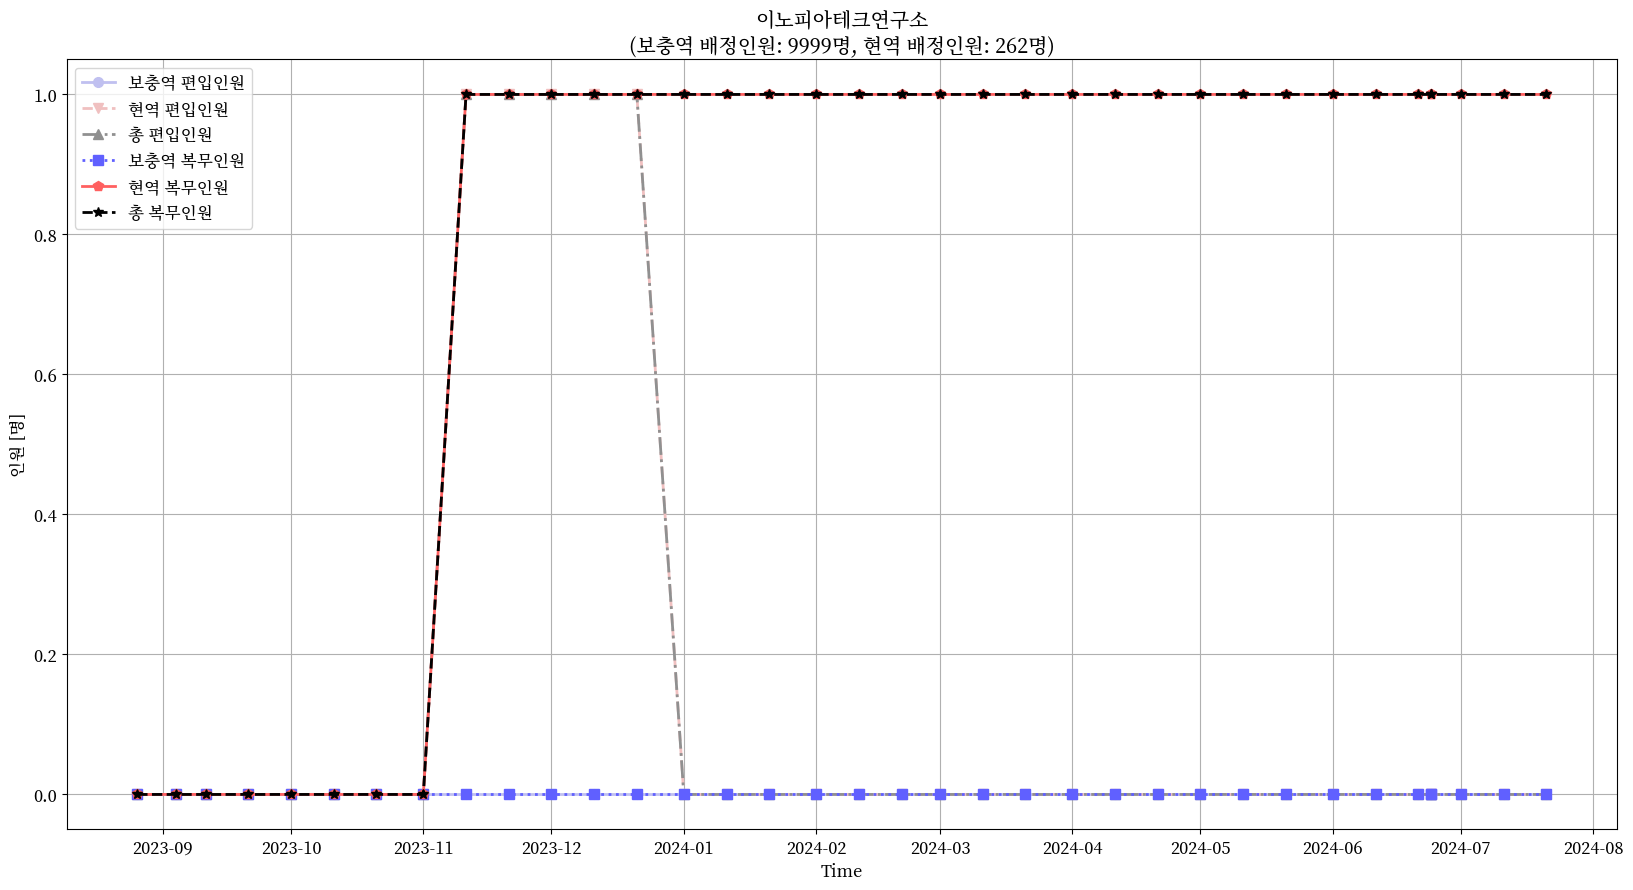 이노피아테크연구소
(보충역 배정인원: 9999명, 현역 배정인원: 262명)
보충역 편입인원
현역 편입인원
총 편입인원
보충역 복무인원
현역 복무인원
총 복무인원
인원 [명]
1.0
0.8
0.6
0.4
0.2
0.0
2023-09
2023-10
2023-11
2023-12
2024-01
2024-02
2024-03
2024-04
2024-05
2024-06
2024-07
2024-08
Time